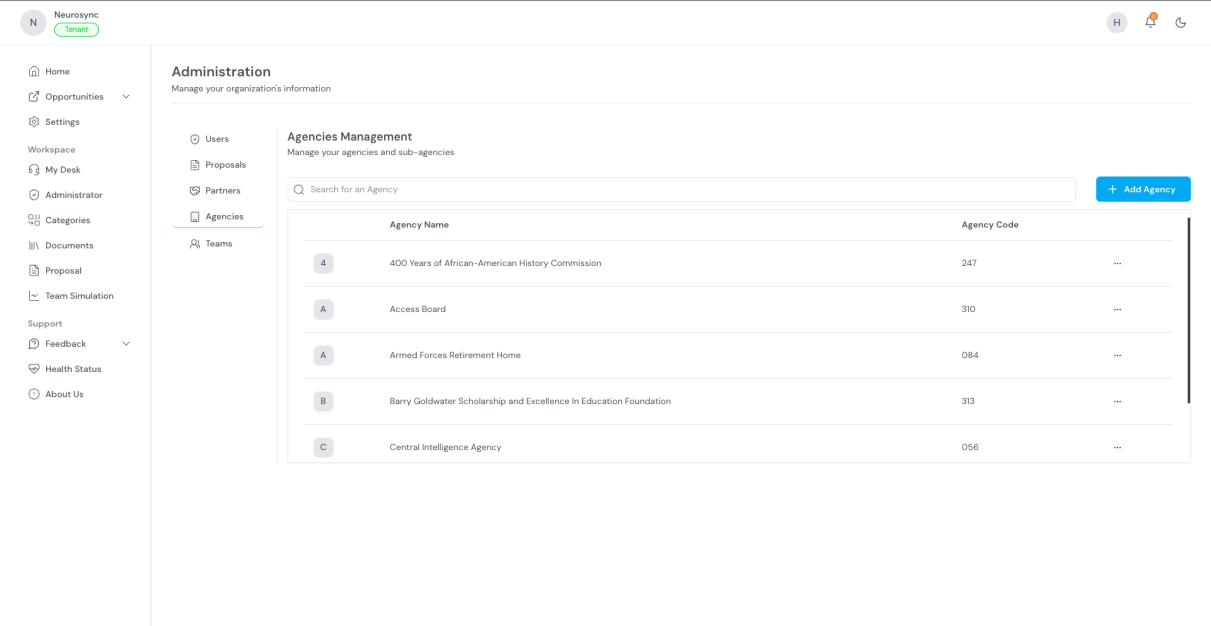 N
Neurosync
Tenant
H
0
Home
Opportunities
Settings
Workspace
My Desk
Administrator
Categories
Documents
Proposal
Team Simulation
Support
Feedback
Health Status
About Us
Administration
Manage your organization's information
Users
Proposals
Partners
Agencies
Teams
Agencies Management
Manage your agencies and sub-agencies
Search for an Agency
+ Add Agency
Agency Name Agency Code
4 400 Years of African-American History Commission 247 ...
A Access Board 310 ...
A Armed Forces Retirement Home 084 ...
B Barry Goldwater Scholarship and Excellence In Education Foundation 313 ...
C Central Intelligence Agency 056 ...